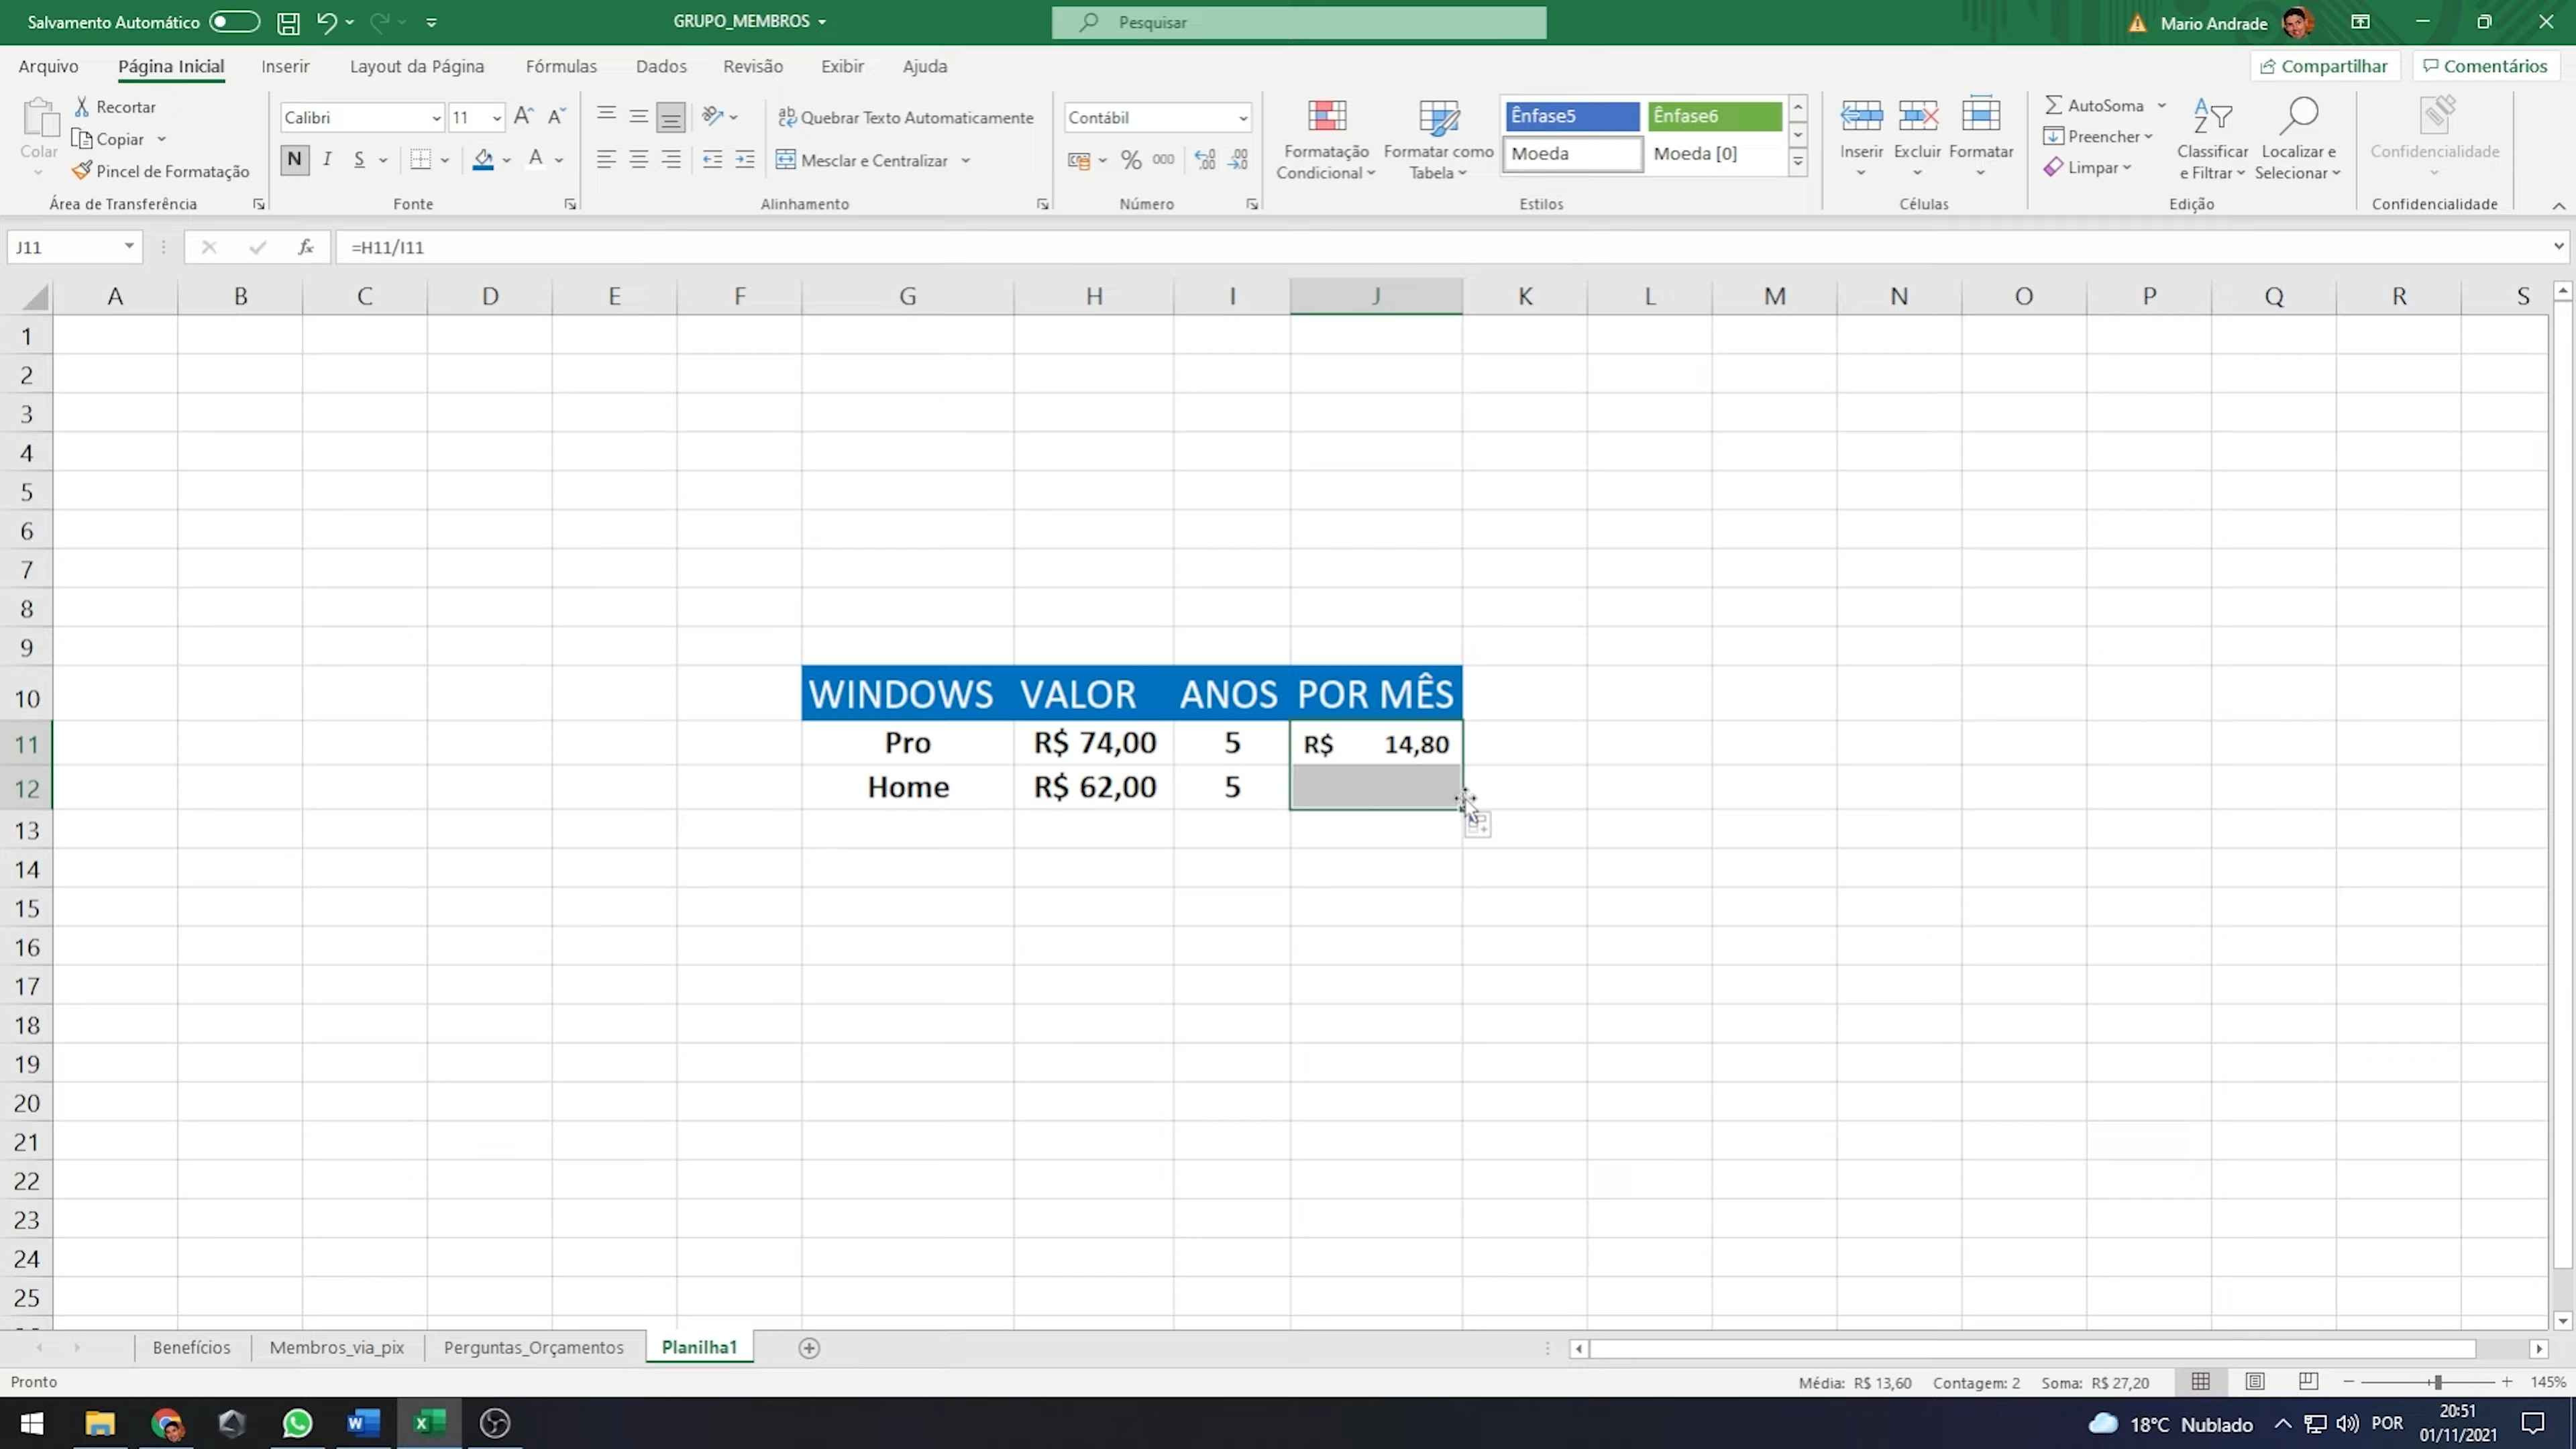 Salvamento Automático
GRUPO_MEMBROS
Pesquisar
Mario Andrade
Arquivo Página Inicial Inserir Layout da Página Fórmulas Dados Revisão Exibir Ajuda
Compartilhar Comentários
Colar
Recortar
Copiar
Pincel de Formatação
Área de Transferência
Calibri 11
N I S
Fonte
Quebrar Texto Automaticamente
Mesclar e Centralizar
Alinhamento
Contábil
% 000
Número
Formatação Condicional
Formatar como Tabela
Ênfase5 Ênfase6
Moeda Moeda [0]
Estilos
Inserir Excluir Formatar
Células
AutoSoma
Preencher
Limpar
Classificar e Filtrar
Localizar e Selecionar
Edição
Confidencialidade
Confidencialidade
J11
fx =H11/I11
A B C D E F G H I J K L M N O P Q R S
1
2
3
4
5
6
7
8
9
10 WINDOWS VALOR ANOS POR MÊS
11 Pro R$ 74,00 5 R$ 14,80
12 Home R$ 62,00 5
13
14
15
16
17
18
19
20
21
22
23
24
25
Benefícios Membros_via_pix Perguntas_Orçamentos Planilha1
Pronto
Média: R$ 13,60 Contagem: 2 Soma: R$ 27,20 145%
18°C Nublado POR 20:51
01/11/2021